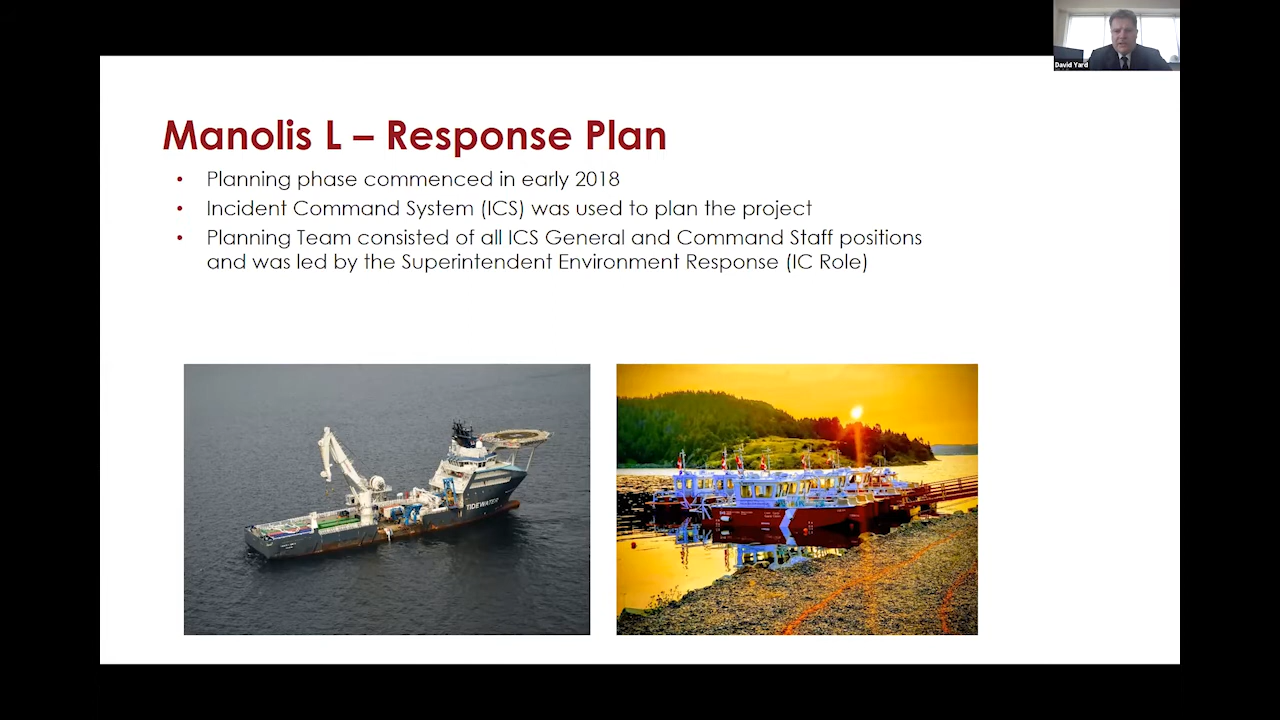 David Yard
Manolis L – Response Plan
• Planning phase commenced in early 2018
• Incident Command System (ICS) was used to plan the project
• Planning Team consisted of all ICS General and Command Staff positions
and was led by the Superintendent Environment Response (IC Role)
TIDEWATER